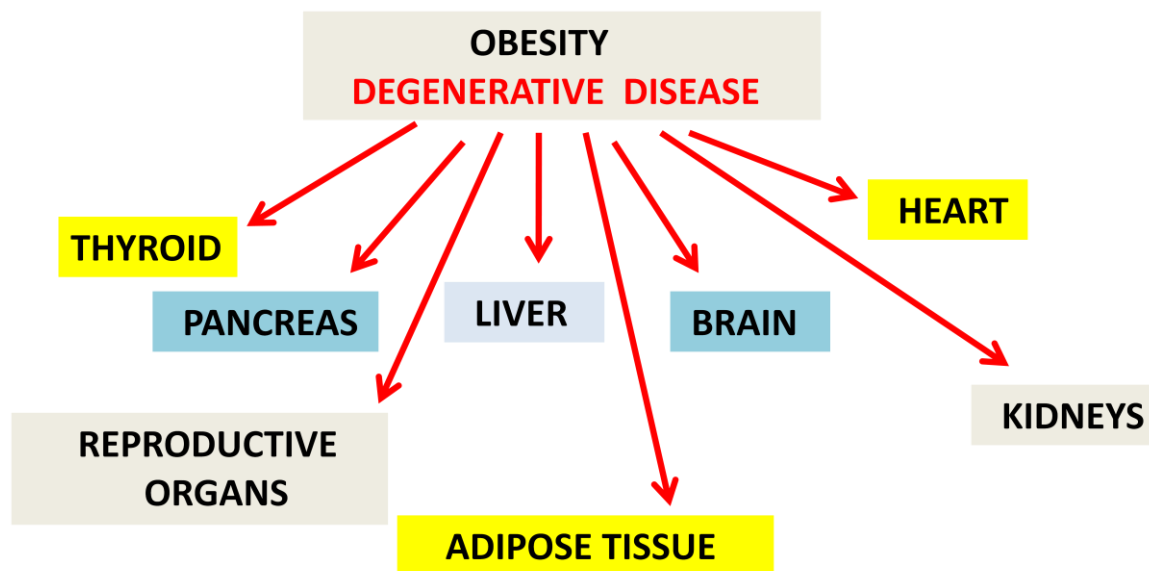 OBESITY
DEGENERATIVE DISEASE
HEART
THYROID
PANCREAS
LIVER
BRAIN
KIDNEYS
REPRODUCTIVE
ORGANS
ADIPOSE TISSUE